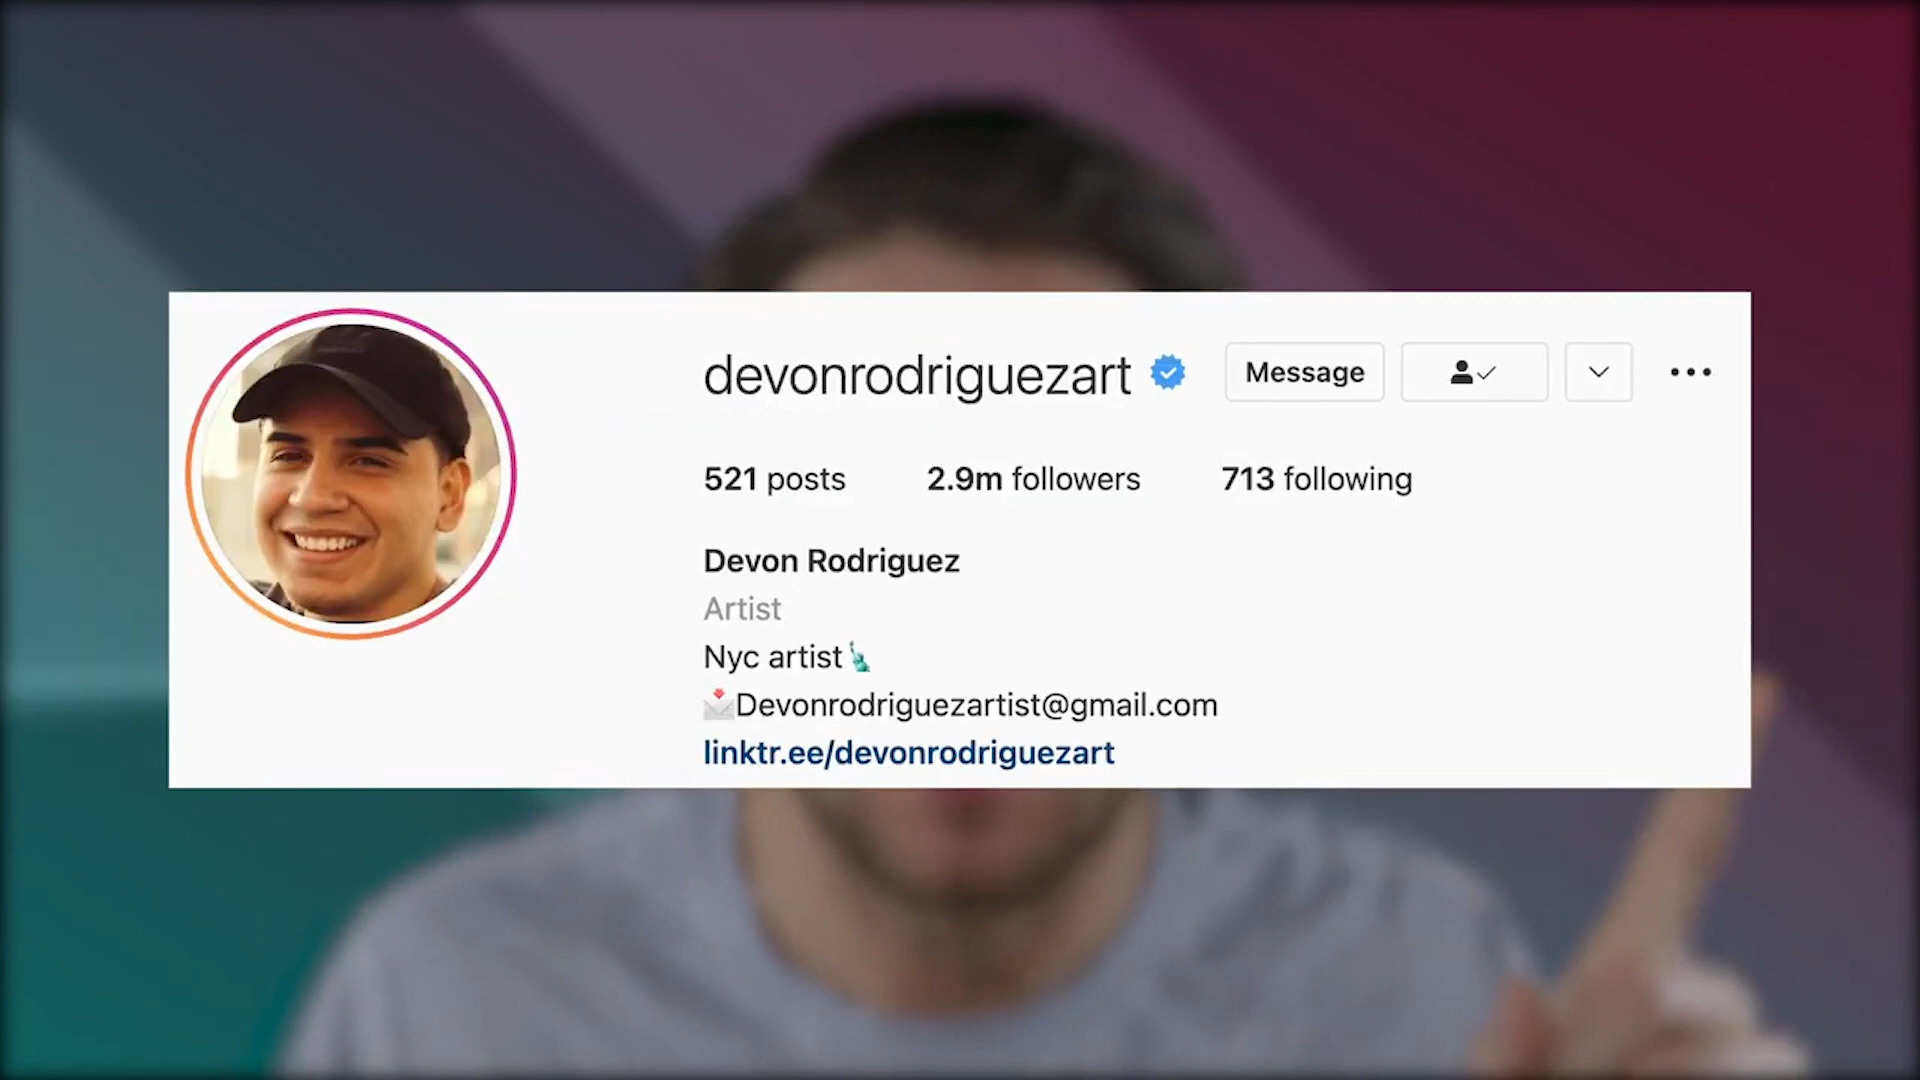 devonrodriguezart Message
521 posts 2.9m followers 713 following
Devon Rodriguez
Artist
Nyc artist🗽
📩Devonrodriguezartist@gmail.com
linktr.ee/devonrodriguezart